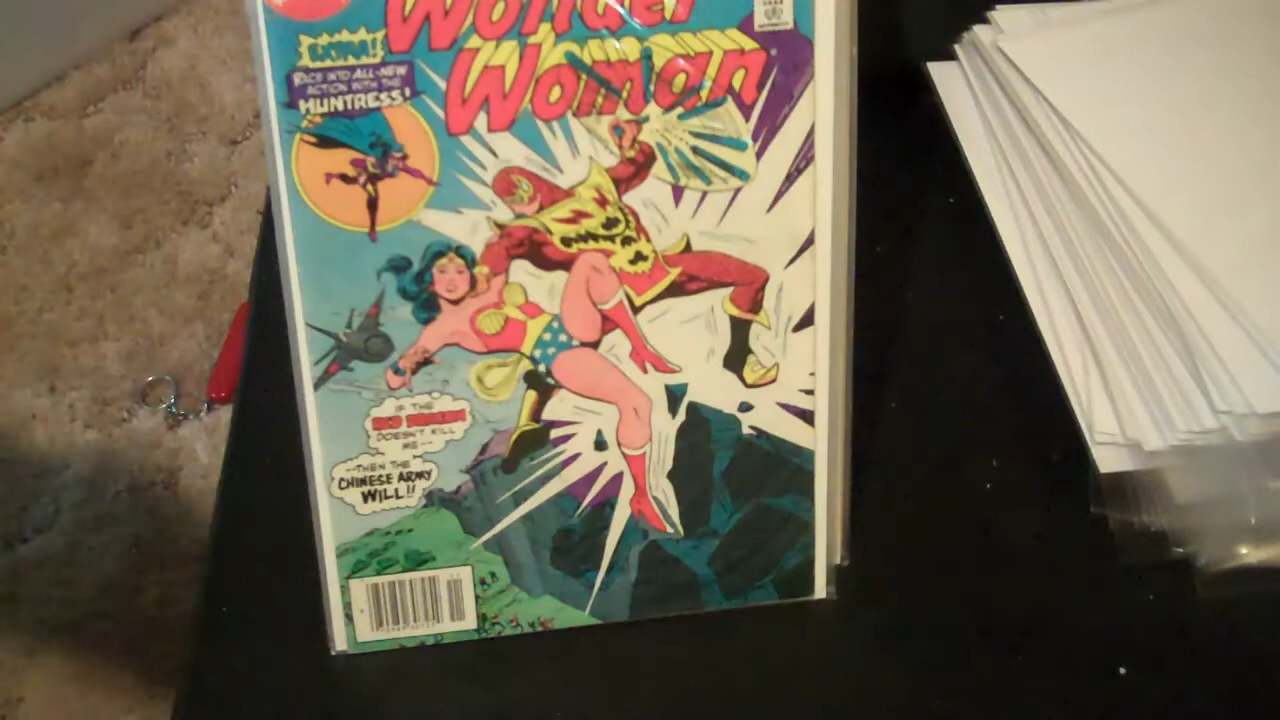 Wonder
Woman
EXTRA!
RACE INTO ALL-NEW
ACTION WITH THE
HUNTRESS!
IF THE
RED DRAGON
DOESN'T KILL
ME--
--THEN THE
CHINESE ARMY
WILL!!